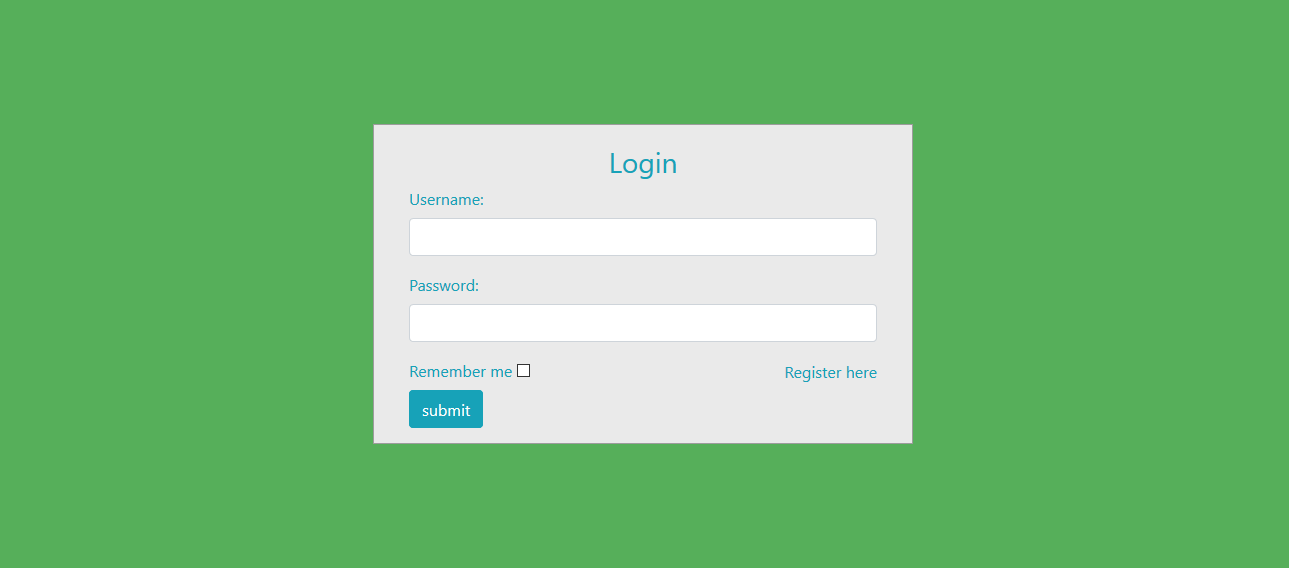 Login
Username:
Password:
Remember me
Register here
submit